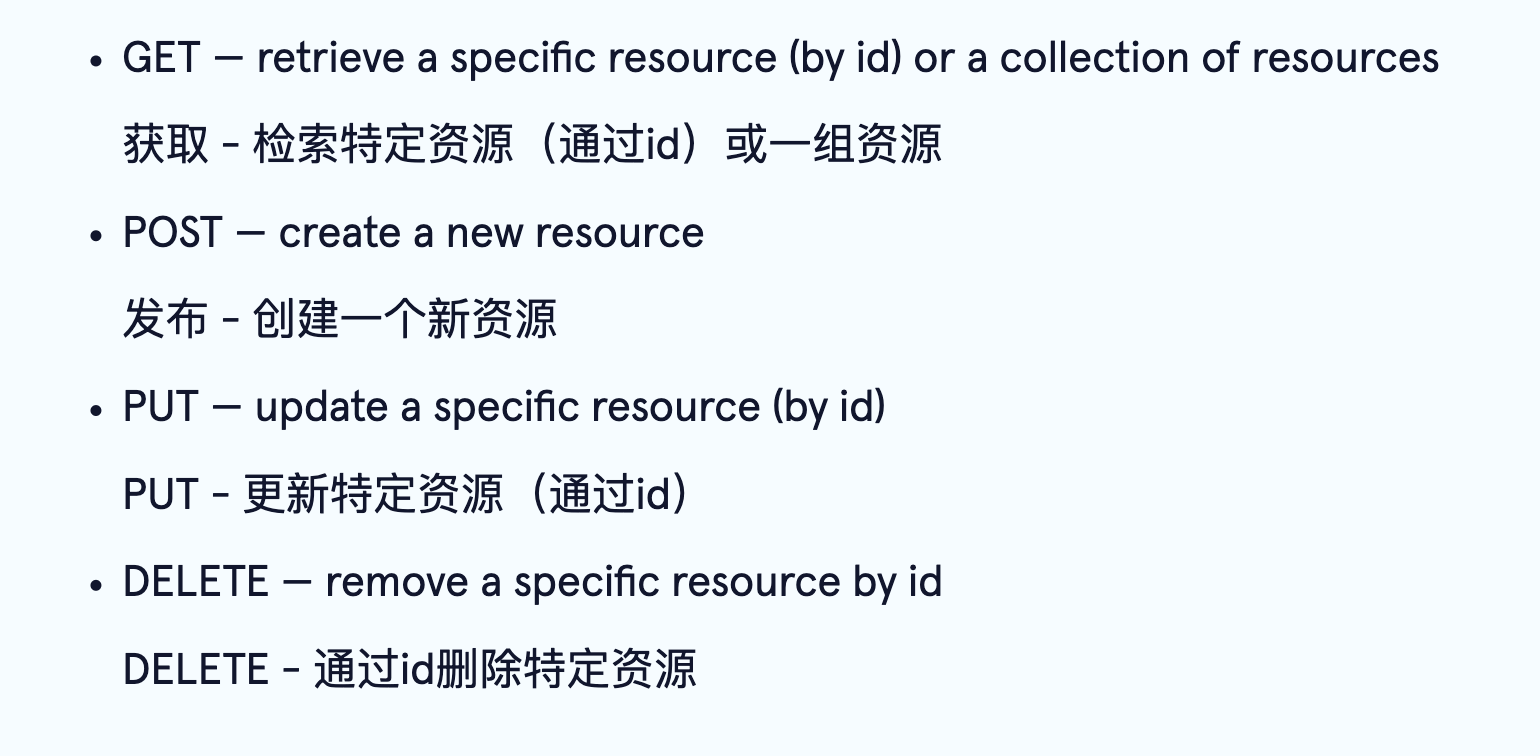 • GET — retrieve a specific resource (by id) or a collection of resources
获取 - 检索特定资源（通过id）或一组资源
• POST — create a new resource
发布 - 创建一个新资源
• PUT — update a specific resource (by id)
PUT - 更新特定资源（通过id）
• DELETE — remove a specific resource by id
DELETE - 通过id删除特定资源